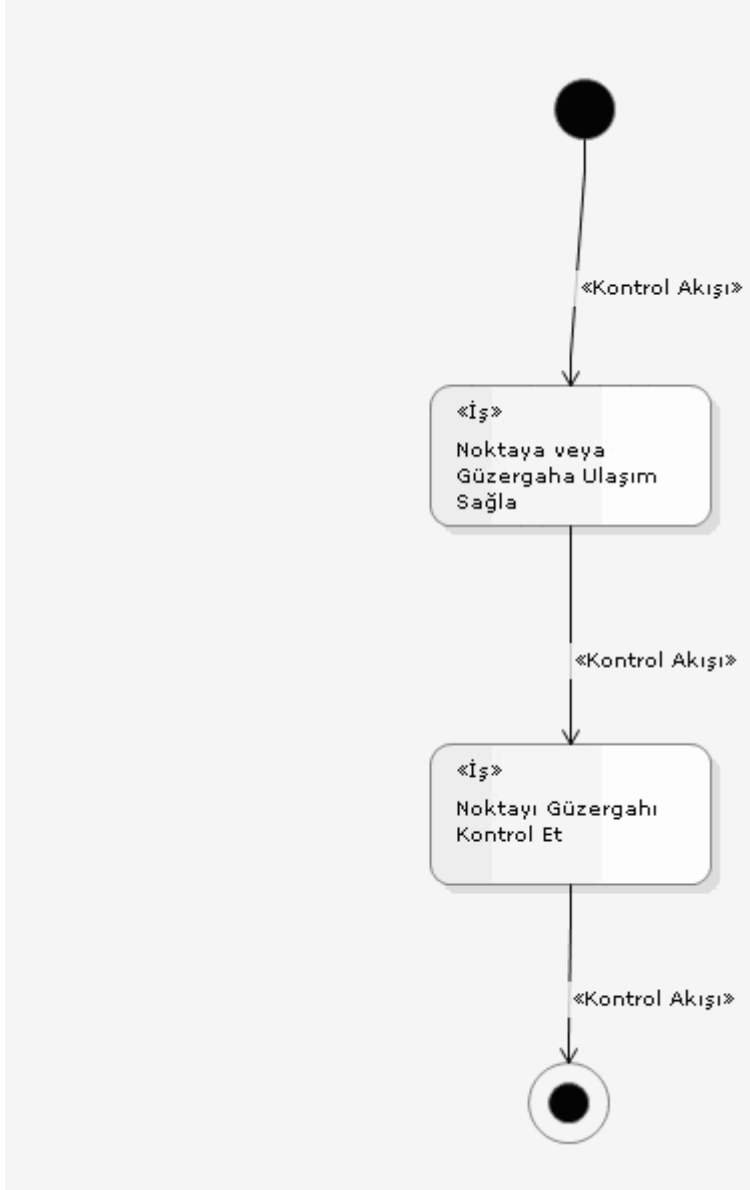 «Kontrol Akışı»
«İş»
Noktaya veya
Güzergaha Ulaşım
Sağla
«Kontrol Akışı»
«İş»
Noktayı Güzergahı
Kontrol Et
«Kontrol Akışı»